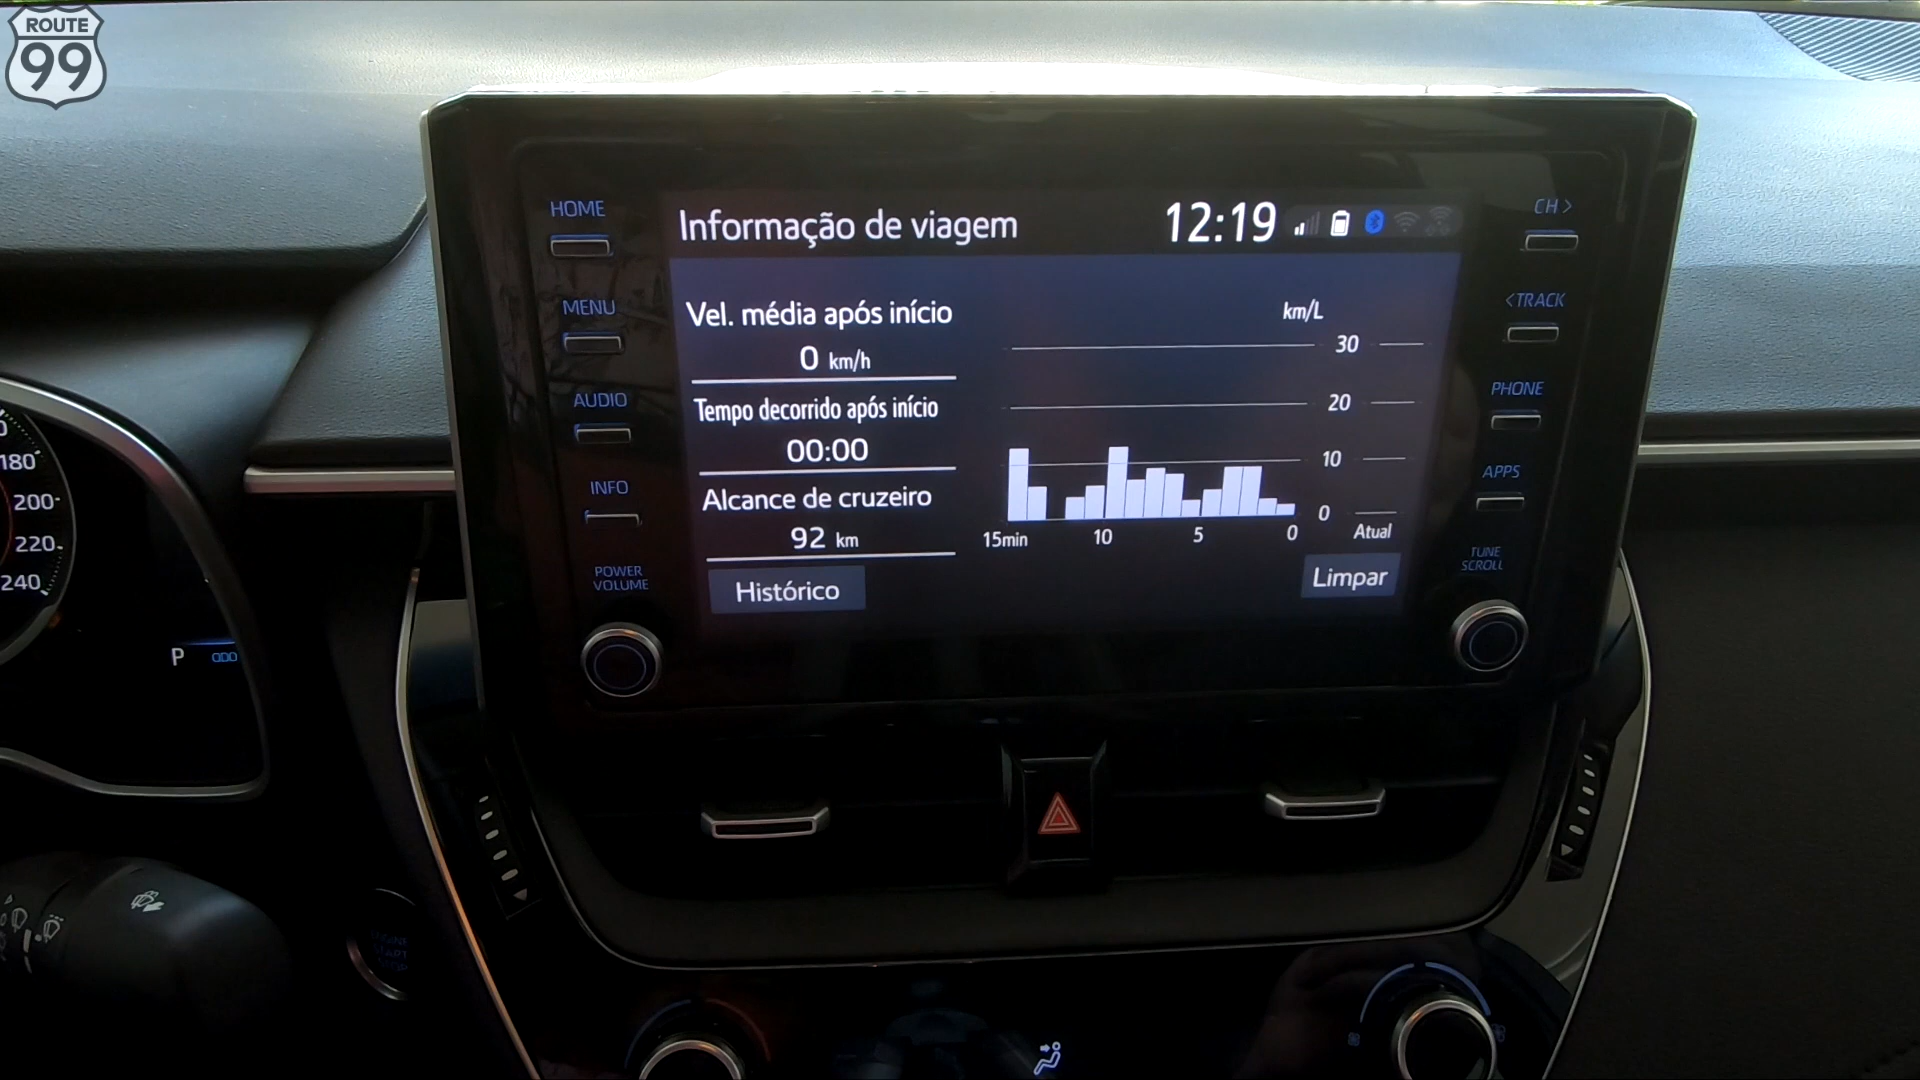 ROUTE
99
HOME
MENU
AUDIO
INFO
POWER
VOLUME
Informação de viagem
12:19
Vel. média após início
0 km/h
Tempo decorrido após início
00:00
Alcance de cruzeiro
92 km
Histórico
km/L
30
20
10
0
15min 10 5 0 Atual
Limpar
CH >
< TRACK
PHONE
APPS
TUNE
SCROLL
180
200
220
240
P ODO